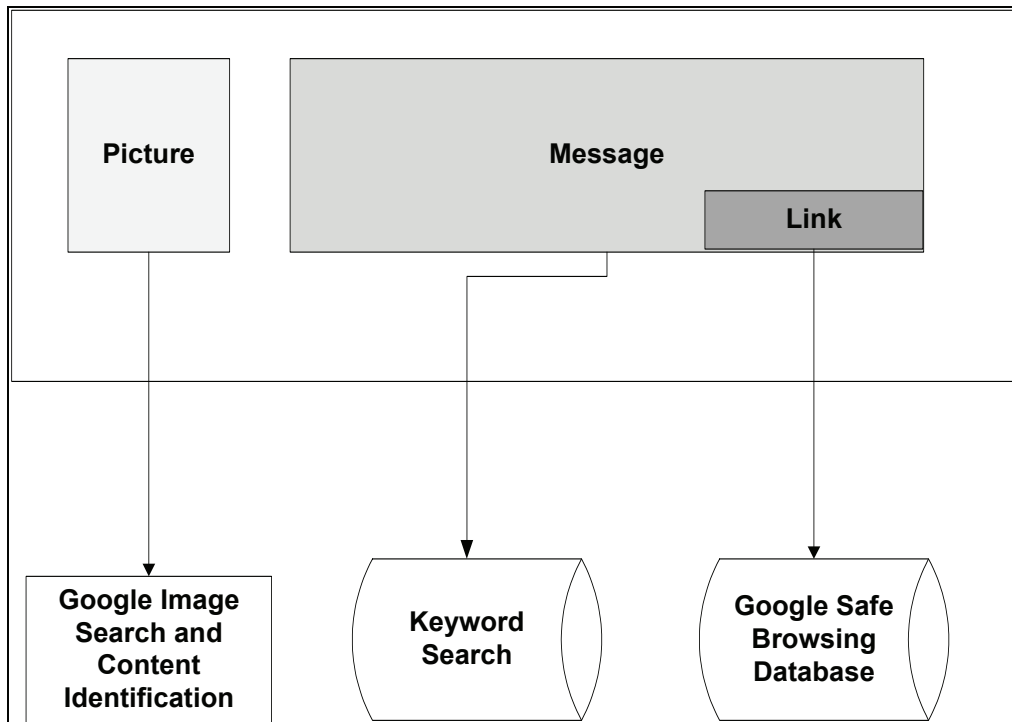 Picture
Message
Link
Google Image
Search and
Content
Identification
Keyword
Search
Google Safe
Browsing
Database